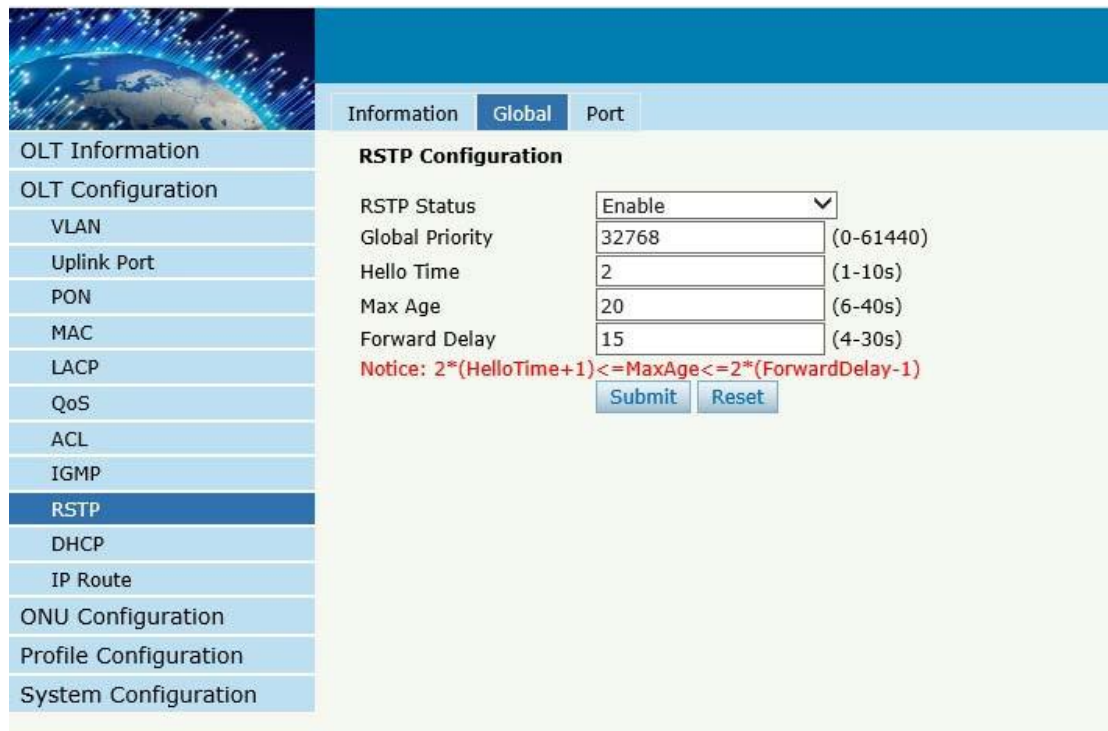 Information Global Port
OLT Information
OLT Configuration
VLAN
Uplink Port
PON
MAC
LACP
QoS
ACL
IGMP
RSTP
DHCP
IP Route
ONU Configuration
Profile Configuration
System Configuration
RSTP Configuration
RSTP Status Enable
Global Priority 32768 (0-61440)
Hello Time 2 (1-10s)
Max Age 20 (6-40s)
Forward Delay 15 (4-30s)
Notice: 2*(HelloTime+1)<=MaxAge<=2*(ForwardDelay-1)
Submit Reset